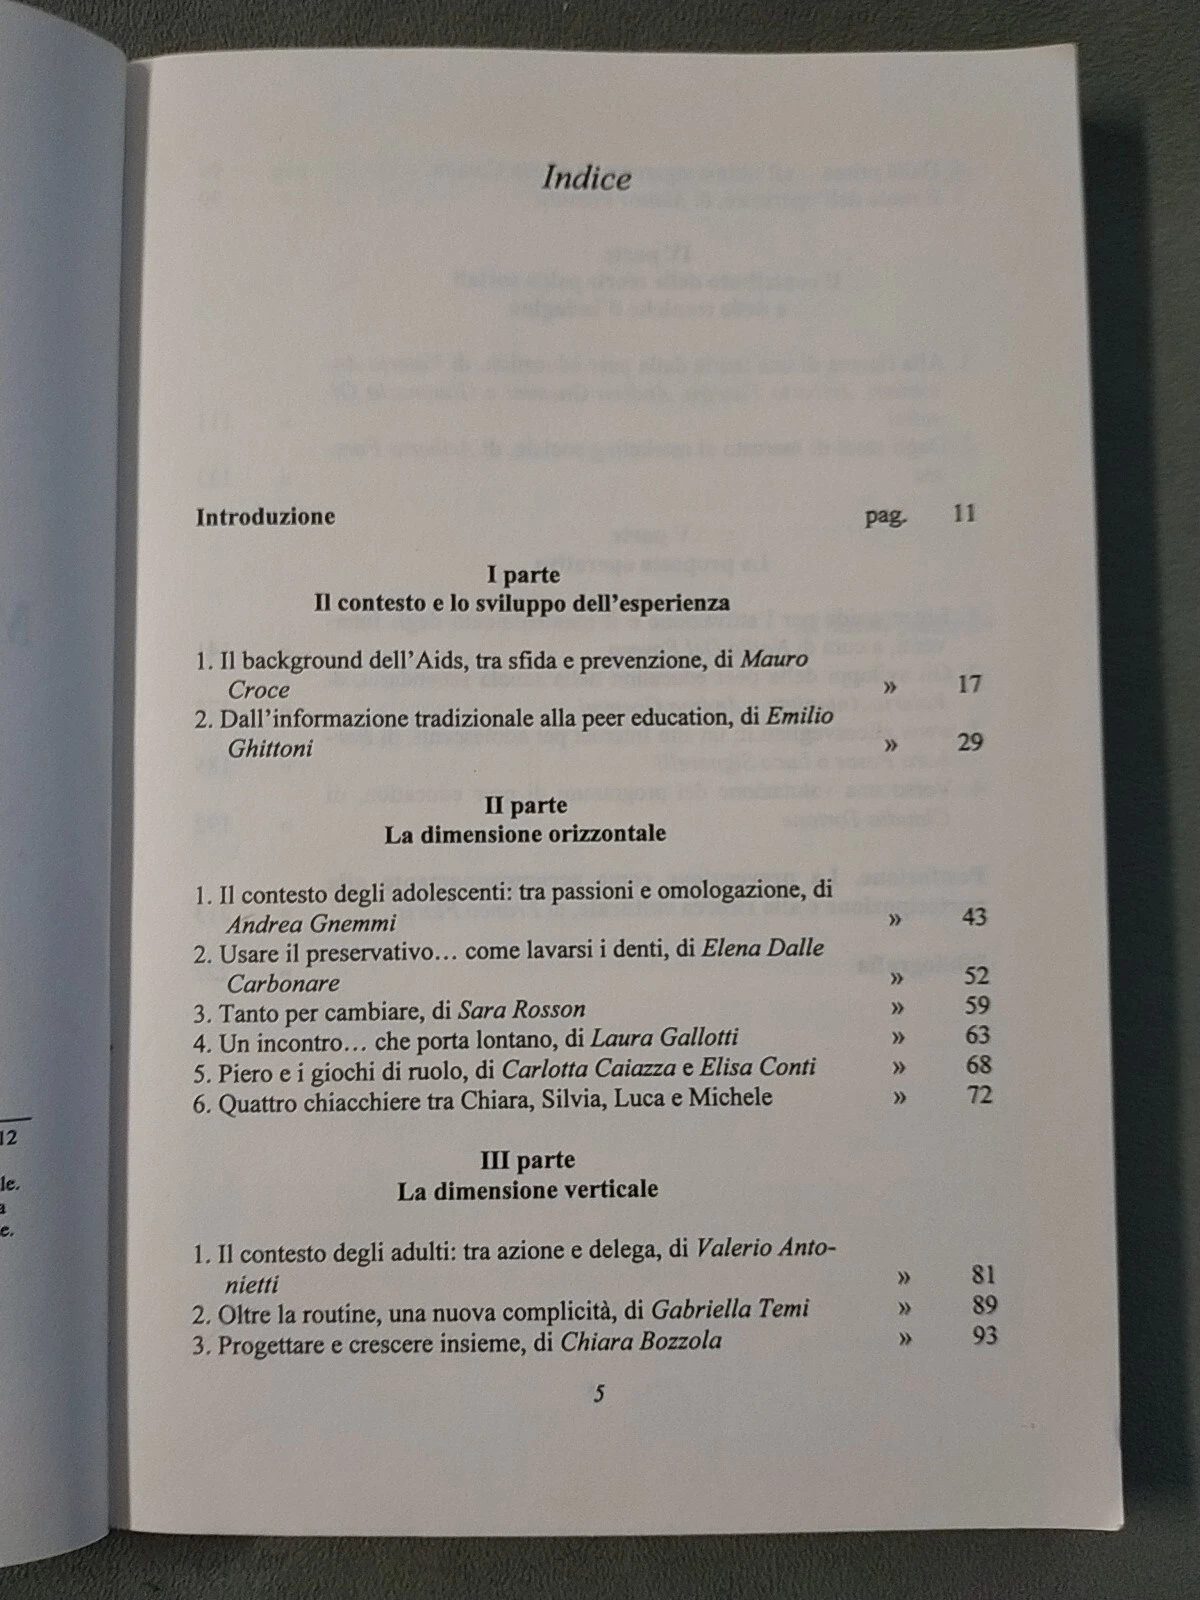 Indice
Introduzione pag. 11
I parte
Il contesto e lo sviluppo dell'esperienza
1. Il background dell'Aids, tra sfida e prevenzione, di Mauro
Croce » 17
2. Dall'informazione tradizionale alla peer education, di Emilio
Ghittoni » 29
II parte
La dimensione orizzontale
1. Il contesto degli adolescenti: tra passioni e omologazione, di
Andrea Gnemmi » 43
2. Usare il preservativo… come lavarsi i denti, di Elena Dalle
Carbonare » 52
3. Tanto per cambiare, di Sara Rosson » 59
4. Un incontro… che porta lontano, di Laura Gallotti » 63
5. Piero e i giochi di ruolo, di Carlotta Caiazza e Elisa Conti » 68
6. Quattro chiacchiere tra Chiara, Silvia, Luca e Michele » 72
III parte
La dimensione verticale
1. Il contesto degli adulti: tra azione e delega, di Valerio Anto-
nietti » 81
2. Oltre la routine, una nuova complicità, di Gabriella Temi » 89
3. Progettare e crescere insieme, di Chiara Bozzola » 93
5
12
le.
a
e.